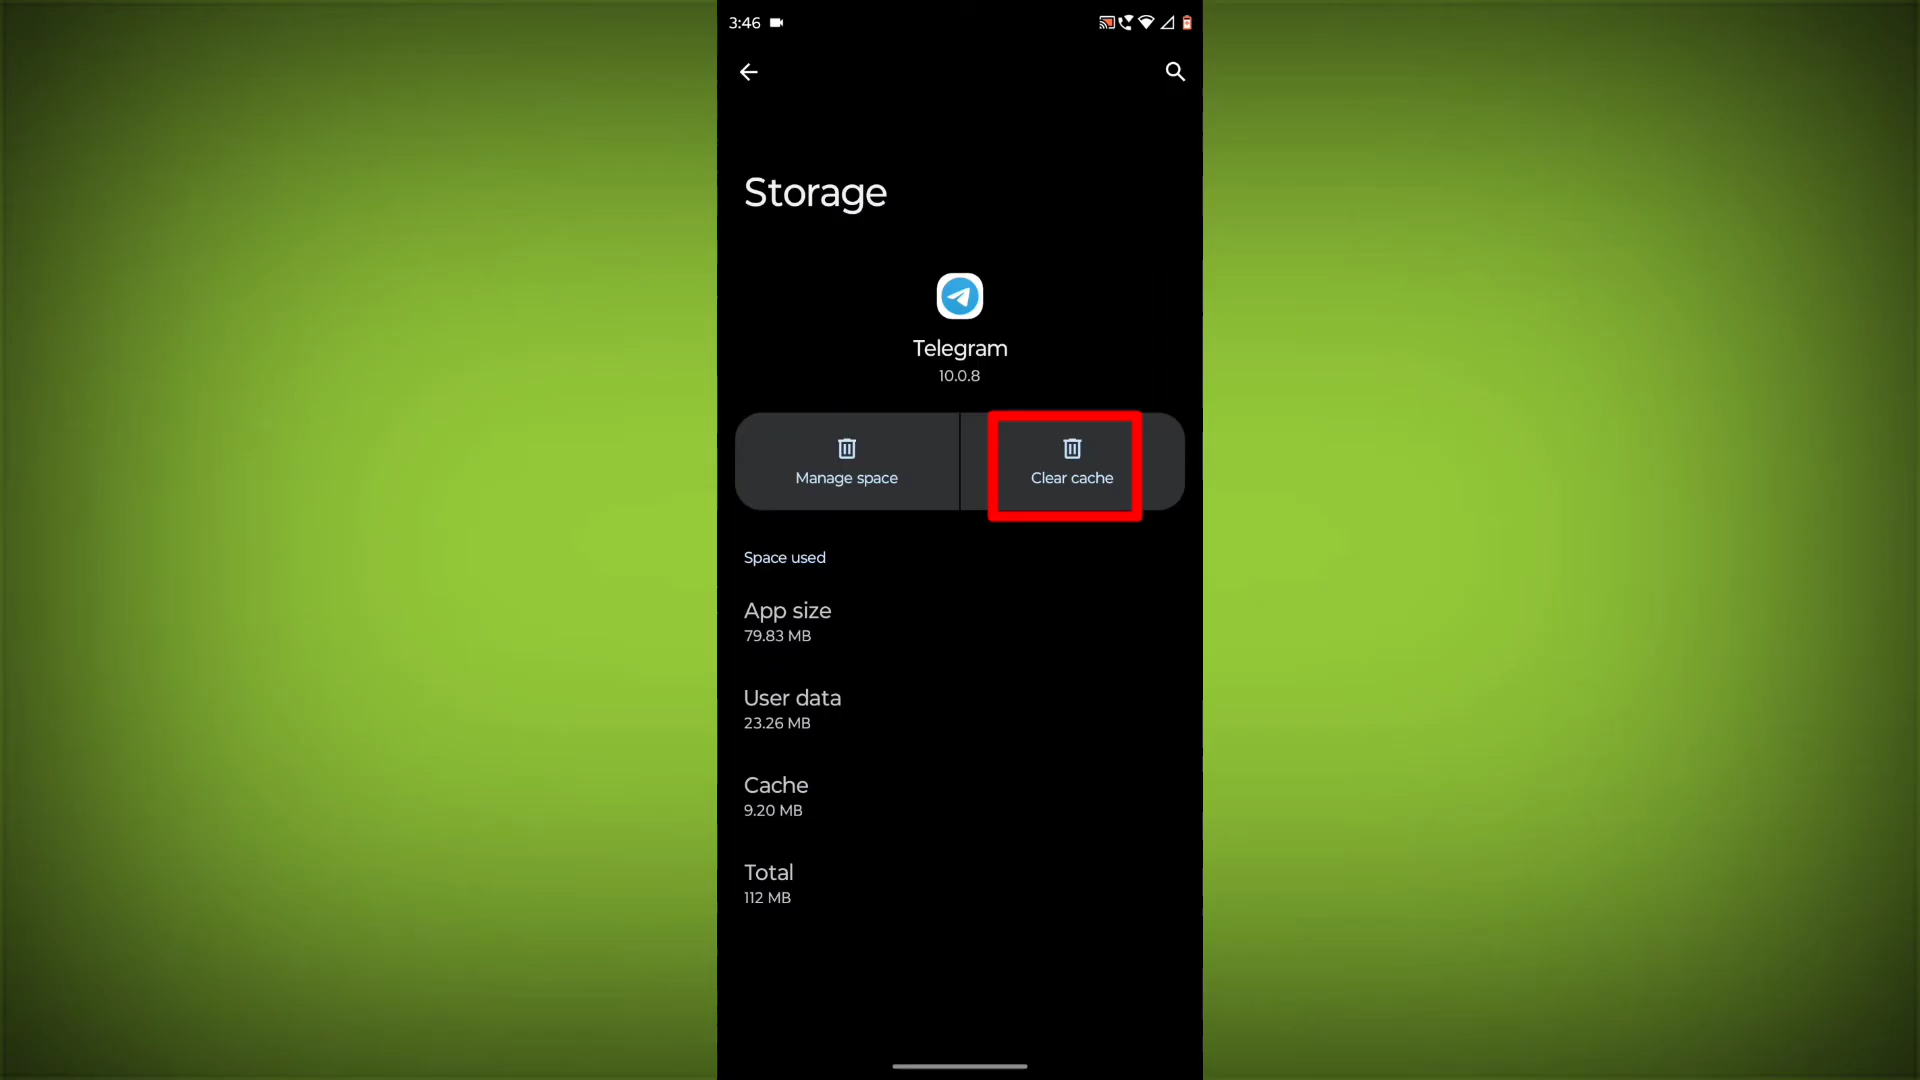 3:46
Storage
Telegram
10.0.8
Manage space
Clear cache
Space used
App size
79.83 MB
User data
23.26 MB
Cache
9.20 MB
Total
112 MB